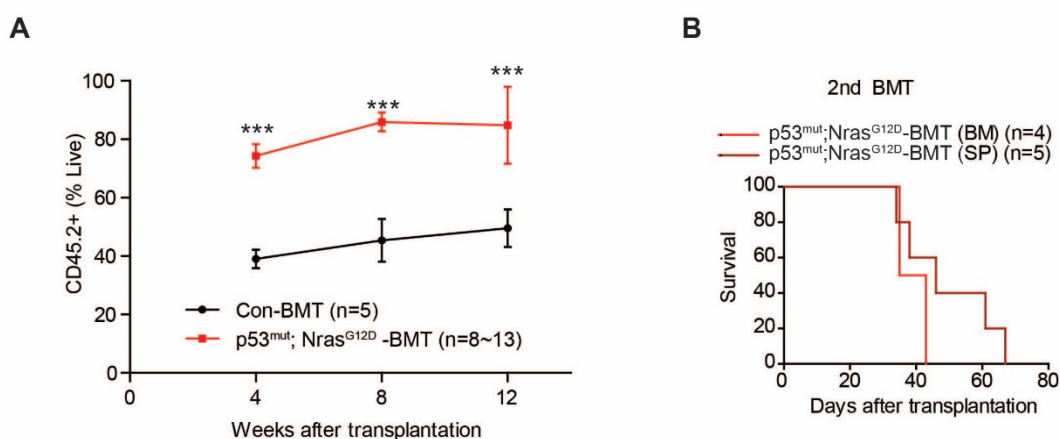 A
CD45.2+ (% Live)
100
80
60
40
20
0
***
***
***
Con-BMT (n=5)
p53ᵐᵘᵗ; Nrasᴳ¹²ᴰ -BMT (n=8~13)
0
4
8
12
Weeks after transplantation
B
2nd BMT
p53ᵐᵘᵗ;Nrasᴳ¹²ᴰ-BMT (BM) (n=4)
p53ᵐᵘᵗ;Nrasᴳ¹²ᴰ-BMT (SP) (n=5)
Survival
100
80
60
40
20
0
0
20
40
60
80
Days after transplantation